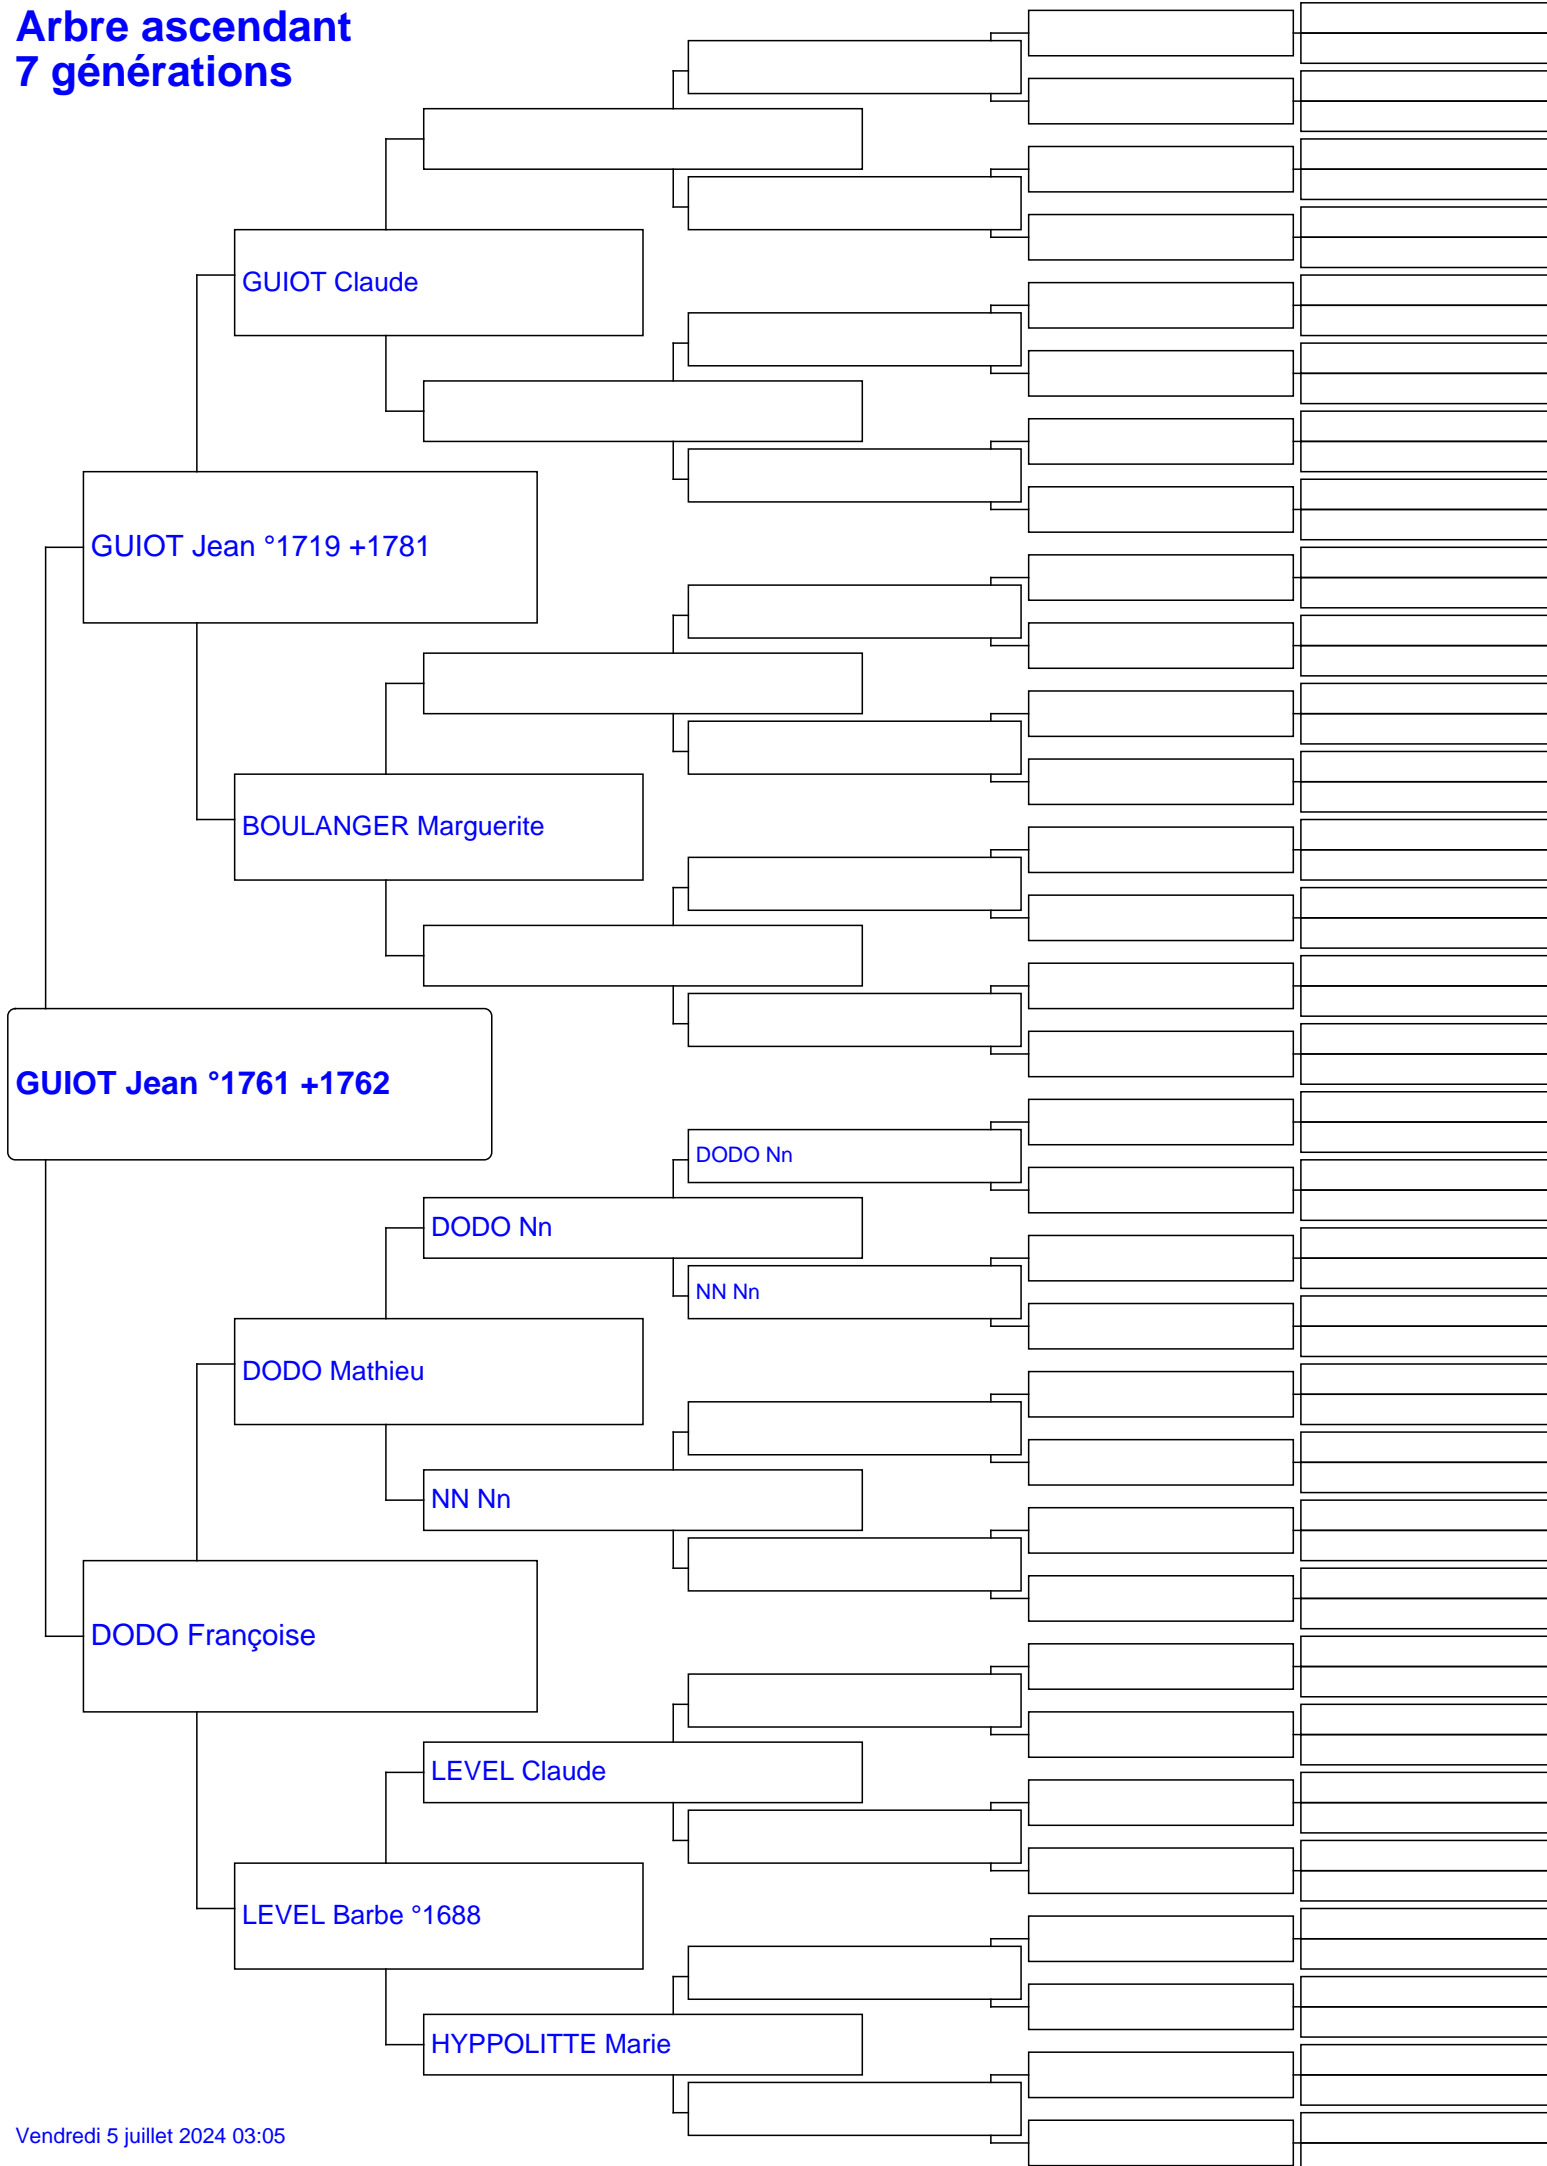 Arbre ascendant
7 générations
GUIOT Claude
GUIOT Jean °1719 +1781
BOULANGER Marguerite
GUIOT Jean °1761 +1762
DODO Nn
DODO Nn
NN Nn
DODO Mathieu
NN Nn
DODO Françoise
LEVEL Claude
LEVEL Barbe °1688
HYPPOLITTE Marie
Vendredi 5 juillet 2024 03:05